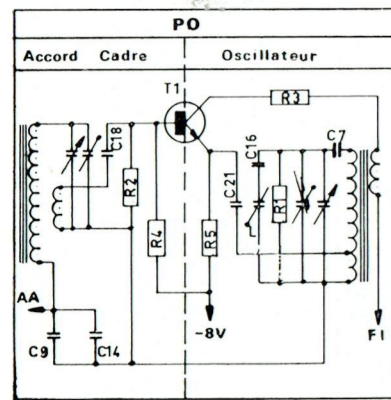 PO
Accord Cadre Oscillateur
T1
R3
C18
C16
C7
R2
C21
R1
R4
R5
AA
-8V
FI
C9
C14